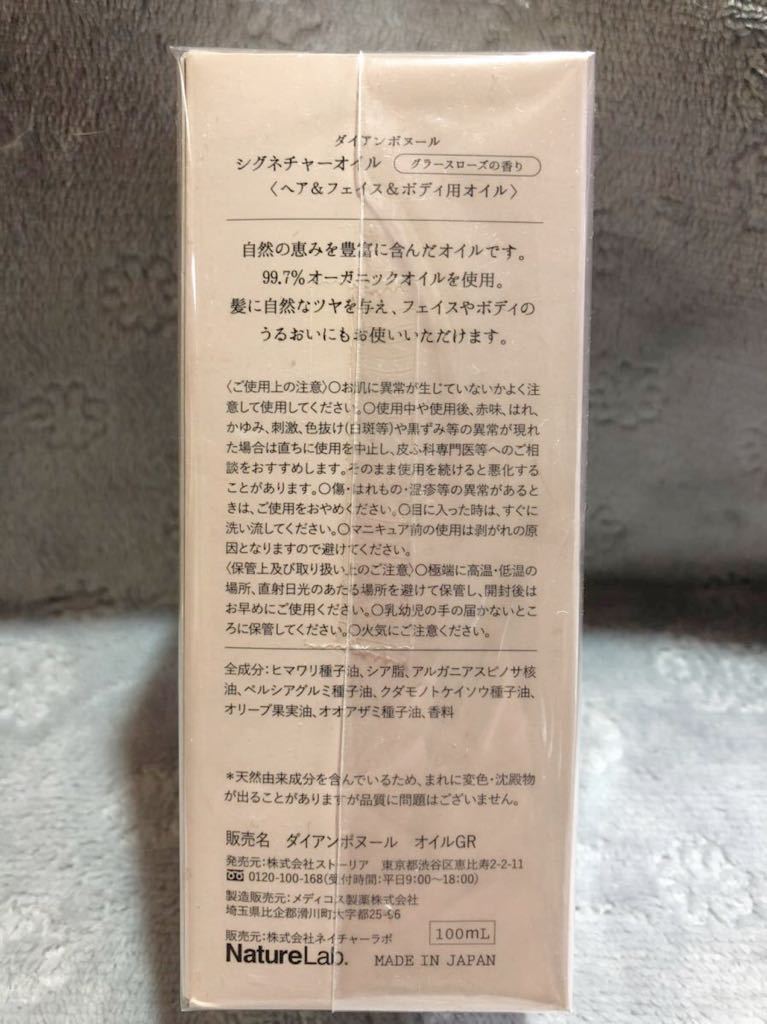 ダイアンボヌール
シグネチャーオイル グラースローズの香り
〈ヘア&フェイス&ボディ用オイル〉
自然の恵みを豊富に含んだオイルです。
99.7%オーガニックオイルを使用。
髪に自然なツヤを与え、フェイスやボディの
うるおいにもお使いいただけます。
〈ご使用上の注意〉○お肌に異常が生じていないかよく注
意して使用してください。○使用中や使用後、赤味、はれ、
かゆみ、刺激、色抜け(白斑等)や黒ずみ等の異常が現れ
た場合は直ちに使用を中止し、皮ふ科専門医等へのご相
談をおすすめします。そのまま使用を続けると悪化する
ことがあります。○傷・はれもの・湿疹等の異常があると
きは、ご使用をおやめください。○目に入った時は、すぐに
洗い流してください。○マニキュア前の使用は剥がれの原
因となりますので避けてください。
〈保管上及び取り扱い上のご注意〉○極端に高温・低温の
場所、直射日光のあたる場所を避けて保管し、開封後は
お早めにご使用ください。○乳幼児の手の届かないとこ
ろに保管してください。○火気にご注意ください。
全成分:ヒマワリ種子油、シア脂、アルガニアスピノサ核
油、ペルシアグルミ種子油、クダモノトケイソウ種子油、
オリーブ果実油、オオアザミ種子油、香料
*天然由来成分を含んでいるため、まれに変色・沈殿物
が出ることがありますが品質に問題はございません。
販売名 ダイアンボヌール オイルGR
発売元:株式会社ストーリア 東京都渋谷区恵比寿2-2-11
0120-100-168(受付時間:平日9:00〜18:00)
製造販売元:メディコス製薬株式会社
埼玉県比企郡滑川町大字都25-96
販売元:株式会社ネイチャーラボ 100mL
NatureLab. MADE IN JAPAN